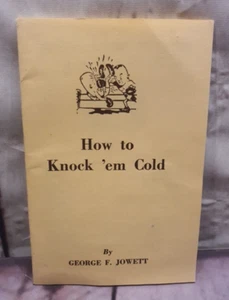 How to
Knock 'em Cold
By
GEORGE F. JOWETT